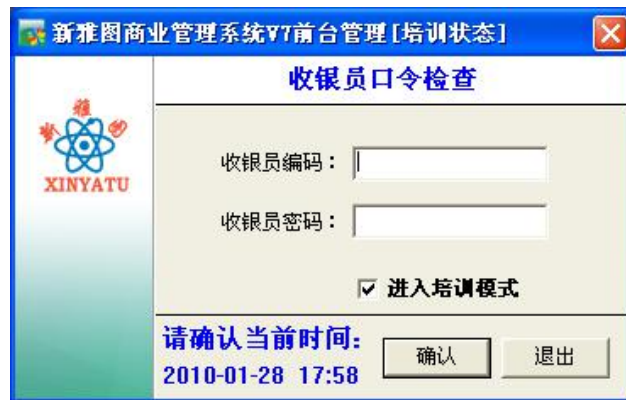 新雅图商业管理系统V7前台管理[培训状态]
收银员口令检查
新雅图
XINYATU
收银员编码：
收银员密码：
进入培训模式
请确认当前时间:
2010-01-28 17:58
确认
退出